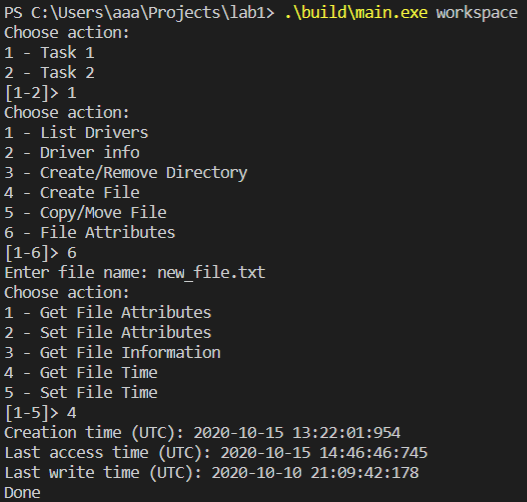 PS C:\Users\aaa\Projects\lab1> .\build\main.exe workspace
Choose action:
1 - Task 1
2 - Task 2
[1-2]> 1
Choose action:
1 - List Drivers
2 - Driver info
3 - Create/Remove Directory
4 - Create File
5 - Copy/Move File
6 - File Attributes
[1-6]> 6
Enter file name: new_file.txt
Choose action:
1 - Get File Attributes
2 - Set File Attributes
3 - Get File Information
4 - Get File Time
5 - Set File Time
[1-5]> 4
Creation time (UTC): 2020-10-15 13:22:01:954
Last access time (UTC): 2020-10-15 14:46:46:745
Last write time (UTC): 2020-10-10 21:09:42:178
Done